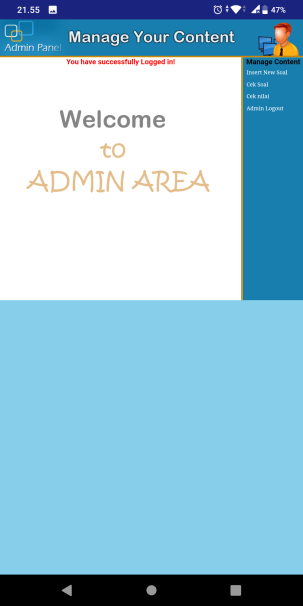 21.55
47%
Admin Panel
Manage Your Content
You have successfully Logged in!
Manage Content
Insert New Soal
Cek Soal
Cek nilai
Admin Logout
Welcome
to
ADMIN AREA